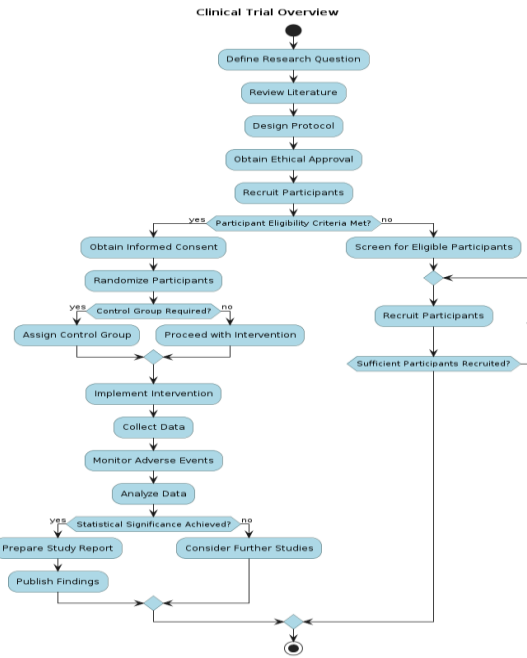 Clinical Trial Overview
Define Research Question
Review Literature
Design Protocol
Obtain Ethical Approval
Recruit Participants
yes
Participant Eligibility Criteria Met?
no
Obtain Informed Consent
Randomize Participants
yes
Control Group Required?
no
Assign Control Group
Proceed with Intervention
Implement Intervention
Collect Data
Monitor Adverse Events
Analyze Data
yes
Statistical Significance Achieved?
no
Prepare Study Report
Publish Findings
Consider Further Studies
Screen for Eligible Participants
Recruit Participants
Sufficient Participants Recruited?